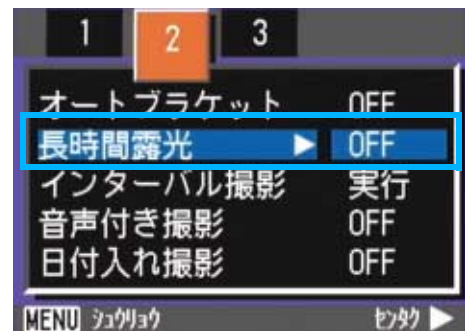 1 2 3
オートブラケット OFF
長時間露光 ▶ OFF
インターバル撮影 実行
音声付き撮影 OFF
日付入れ撮影 OFF
MENU ｼｭｳﾘｮｳ ｾﾝﾀｸ ▶